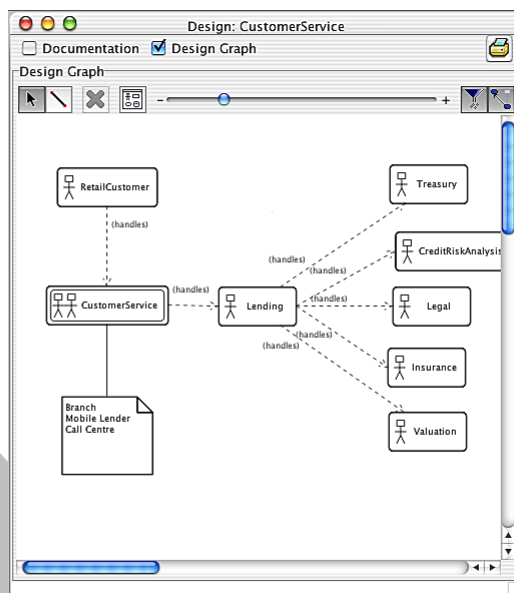 Design: CustomerService
Documentation
Design Graph
Design Graph
- +
RetailCustomer
(handles)
CustomerService
(handles)
Lending
(handles)
(handles)
(handles)
(handles)
(handles)
Treasury
CreditRiskAnalysis
Legal
Insurance
Valuation
Branch
Mobile Lender
Call Centre